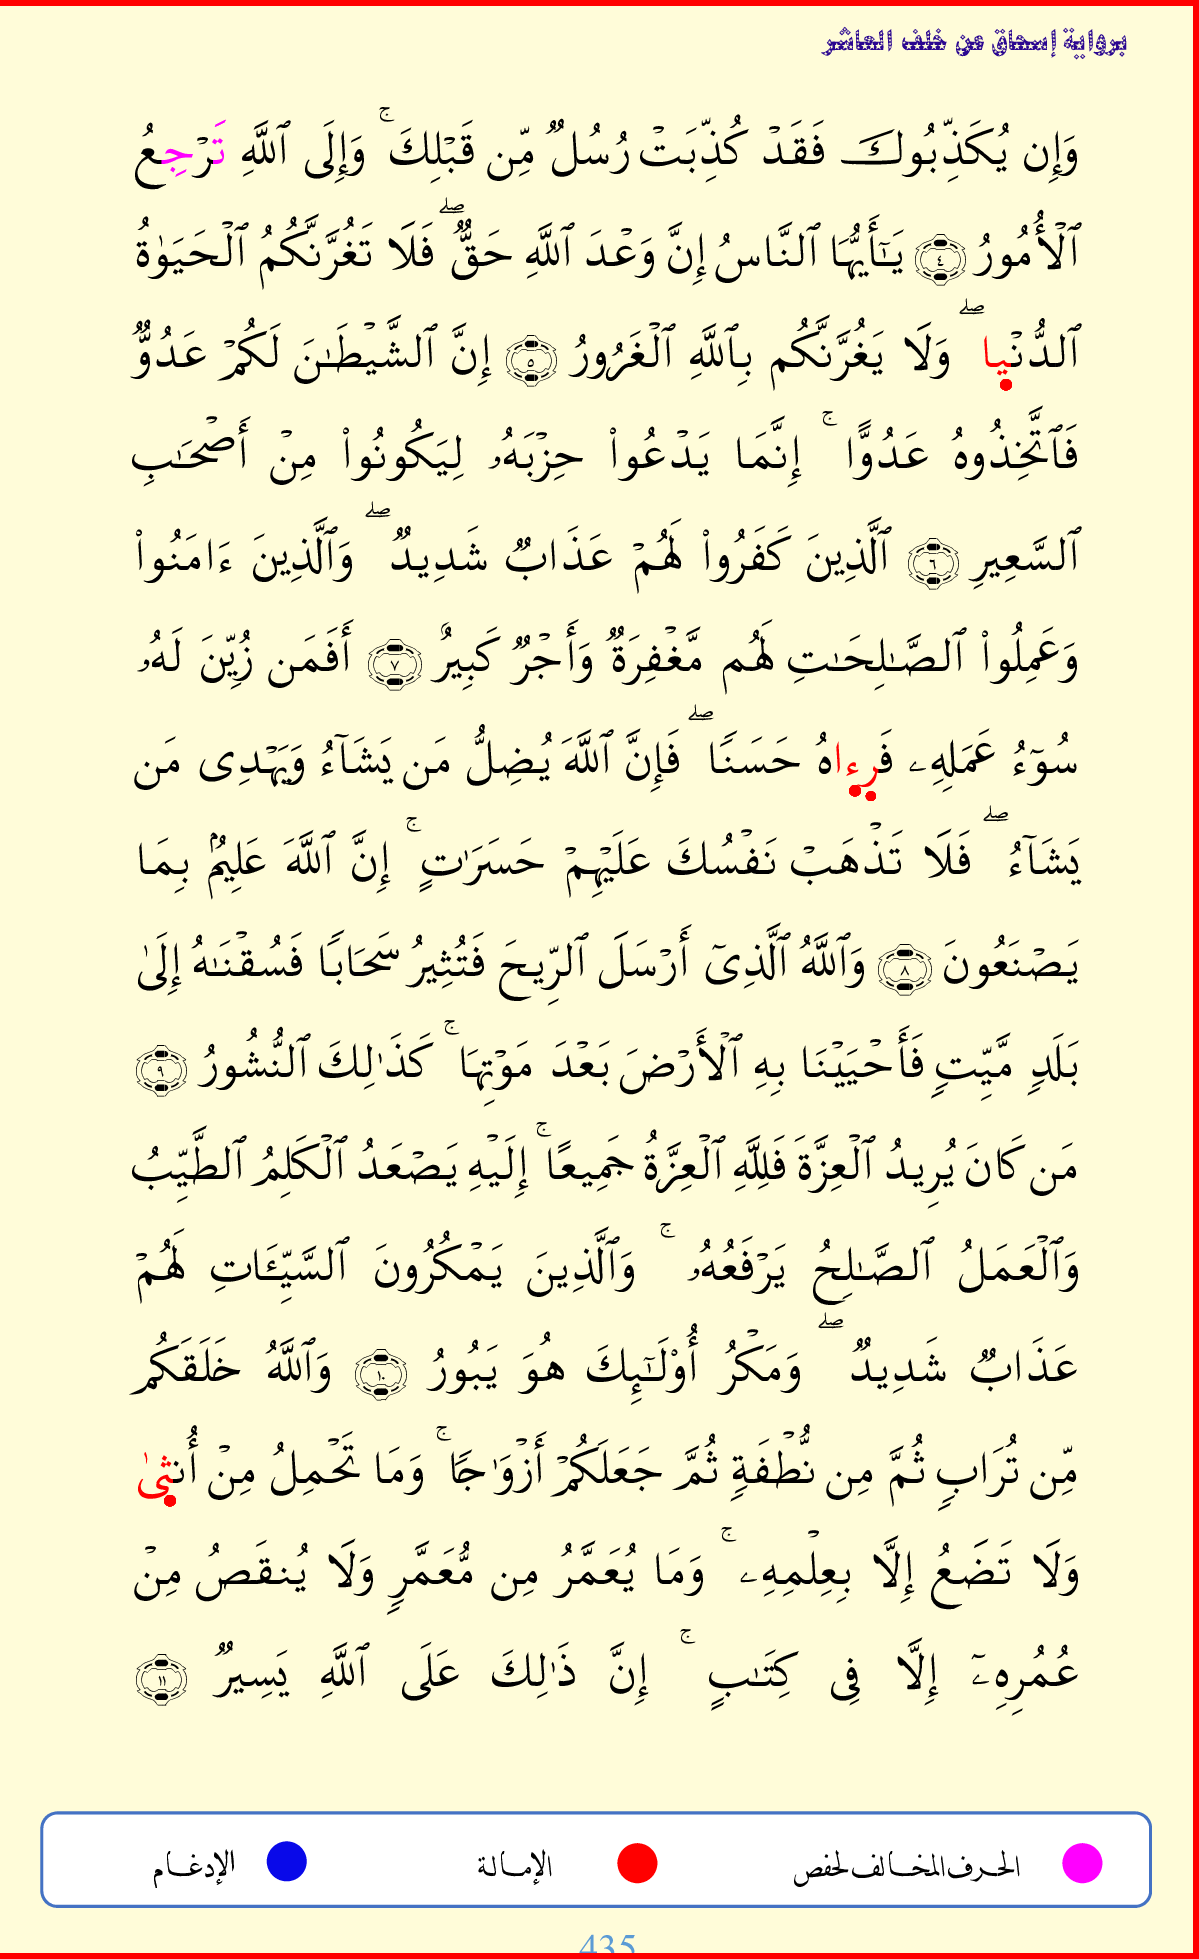 برواية إسحاق عن خلف العاشر
وَإِن يُكَذِّبُوكَ فَقَدْ كُذِّبَتْ رُسُلٌ مِّن قَبْلِكَ ۚ وَإِلَى ٱللَّهِ تَرْجِعُ
ٱلْأُمُورُ ٤ يَـٰٓأَيُّهَا ٱلنَّاسُ إِنَّ وَعْدَ ٱللَّهِ حَقٌّ ۖ فَلَا تَغُرَّنَّكُمُ ٱلْحَيَوٰةُ
ٱلدُّنْيا ۖ وَلَا يَغُرَّنَّكُم بِٱللَّهِ ٱلْغَرُورُ ٥ إِنَّ ٱلشَّيْطَـٰنَ لَكُمْ عَدُوٌّ
فَٱتَّخِذُوهُ عَدُوًّا ۚ إِنَّمَا يَدْعُوا۟ حِزْبَهُۥ لِيَكُونُوا۟ مِنْ أَصْحَـٰبِ
ٱلسَّعِيرِ ٦ ٱلَّذِينَ كَفَرُوا۟ لَهُمْ عَذَابٌ شَدِيدٌ ۖ وَٱلَّذِينَ ءَامَنُوا۟
وَعَمِلُوا۟ ٱلصَّـٰلِحَـٰتِ لَهُم مَّغْفِرَةٌ وَأَجْرٌ كَبِيرٌ ٧ أَفَمَن زُيِّنَ لَهُۥ
سُوٓءُ عَمَلِهِۦ فَرِءاهُ حَسَنًا ۖ فَإِنَّ ٱللَّهَ يُضِلُّ مَن يَشَآءُ وَيَهْدِى مَن
يَشَآءُ ۖ فَلَا تَذْهَبْ نَفْسُكَ عَلَيْهِمْ حَسَرَٰتٍ ۚ إِنَّ ٱللَّهَ عَلِيمٌۢ بِمَا
يَصْنَعُونَ ٨ وَٱللَّهُ ٱلَّذِىٓ أَرْسَلَ ٱلرِّيحَ فَتُثِيرُ سَحَابًا فَسُقْنَـٰهُ إِلَىٰ
بَلَدٍ مَّيِّتٍ فَأَحْيَيْنَا بِهِ ٱلْأَرْضَ بَعْدَ مَوْتِهَا ۚ كَذَٰلِكَ ٱلنُّشُورُ ٩
مَن كَانَ يُرِيدُ ٱلْعِزَّةَ فَلِلَّهِ ٱلْعِزَّةُ جَمِيعًا ۚ إِلَيْهِ يَصْعَدُ ٱلْكَلِمُ ٱلطَّيِّبُ
وَٱلْعَمَلُ ٱلصَّـٰلِحُ يَرْفَعُهُۥ ۚ وَٱلَّذِينَ يَمْكُرُونَ ٱلسَّيِّـَٔاتِ لَهُمْ
عَذَابٌ شَدِيدٌ ۖ وَمَكْرُ أُو۟لَـٰٓئِكَ هُوَ يَبُورُ ١٠ وَٱللَّهُ خَلَقَكُم
مِّن تُرَابٍ ثُمَّ مِن نُّطْفَةٍ ثُمَّ جَعَلَكُمْ أَزْوَٰجًا ۚ وَمَا تَحْمِلُ مِنْ أُنثِىٰ
وَلَا تَضَعُ إِلَّا بِعِلْمِهِۦ ۚ وَمَا يُعَمَّرُ مِن مُّعَمَّرٍ وَلَا يُنقَصُ مِنْ
عُمُرِهِۦٓ إِلَّا فِى كِتَـٰبٍ ۚ إِنَّ ذَٰلِكَ عَلَى ٱللَّهِ يَسِيرٌ ١١
الحرف المخالف لحفص الإمالة الإدغام
435